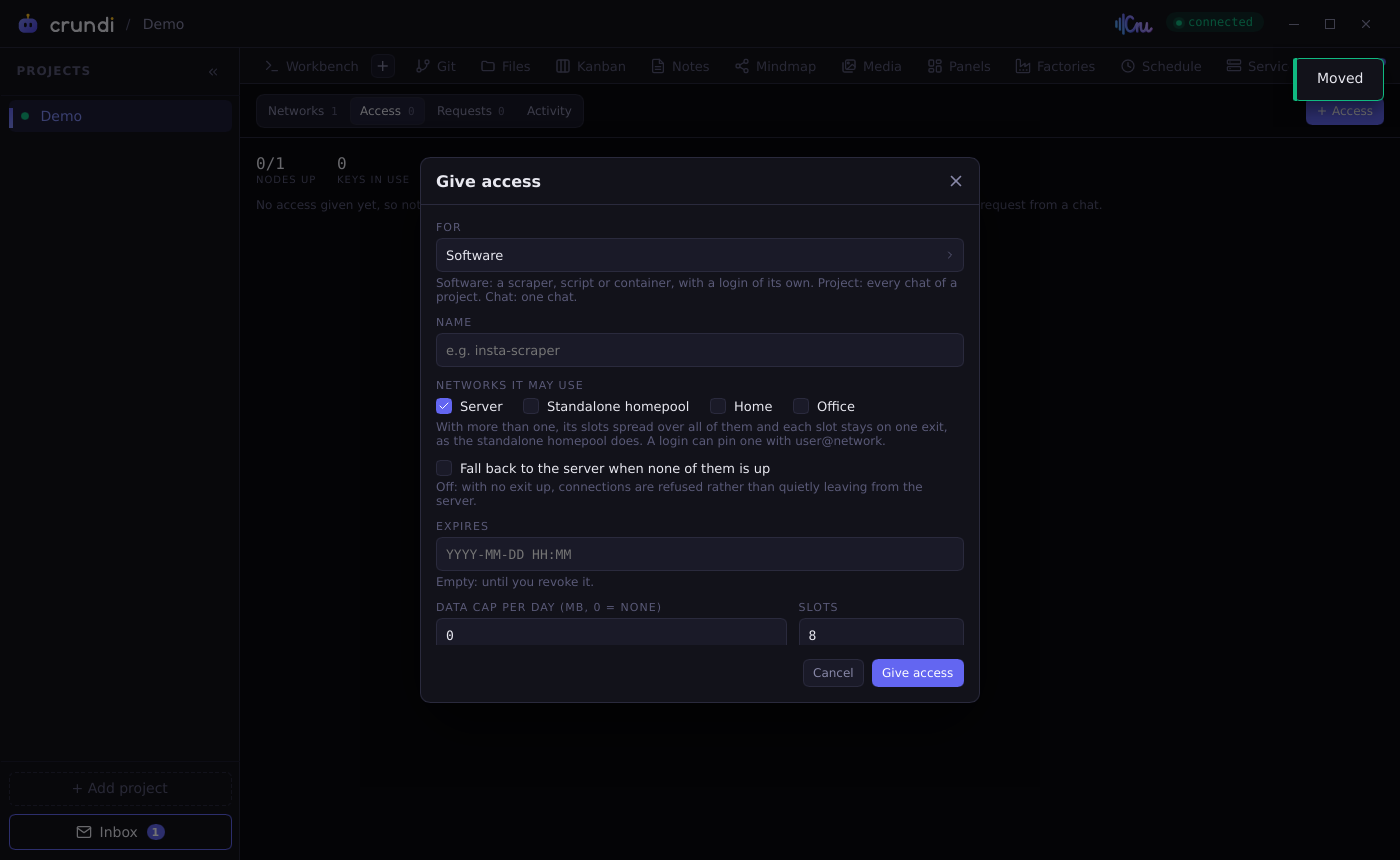 crundi / Demo
Cru
connected
PROJECTS
Workbench
Git
Files
Kanban
Notes
Mindmap
Media
Panels
Factories
Schedule
Servic
Moved
Demo
Networks 1
Access 0
Requests 0
Activity
+ Access
0/1
NODES UP
0
KEYS IN USE
No access given yet, so not
request from a chat.
Give access
FOR
Software
Software: a scraper, script or container, with a login of its own. Project: every chat of a
project. Chat: one chat.
NAME
e.g. insta-scraper
NETWORKS IT MAY USE
Server
Standalone homepool
Home
Office
With more than one, its slots spread over all of them and each slot stays on one exit,
as the standalone homepool does. A login can pin one with user@network.
Fall back to the server when none of them is up
Off: with no exit up, connections are refused rather than quietly leaving from the
server.
EXPIRES
YYYY-MM-DD HH:MM
Empty: until you revoke it.
DATA CAP PER DAY (MB, 0 = NONE)
SLOTS
0
8
Cancel
Give access
+ Add project
Inbox 1